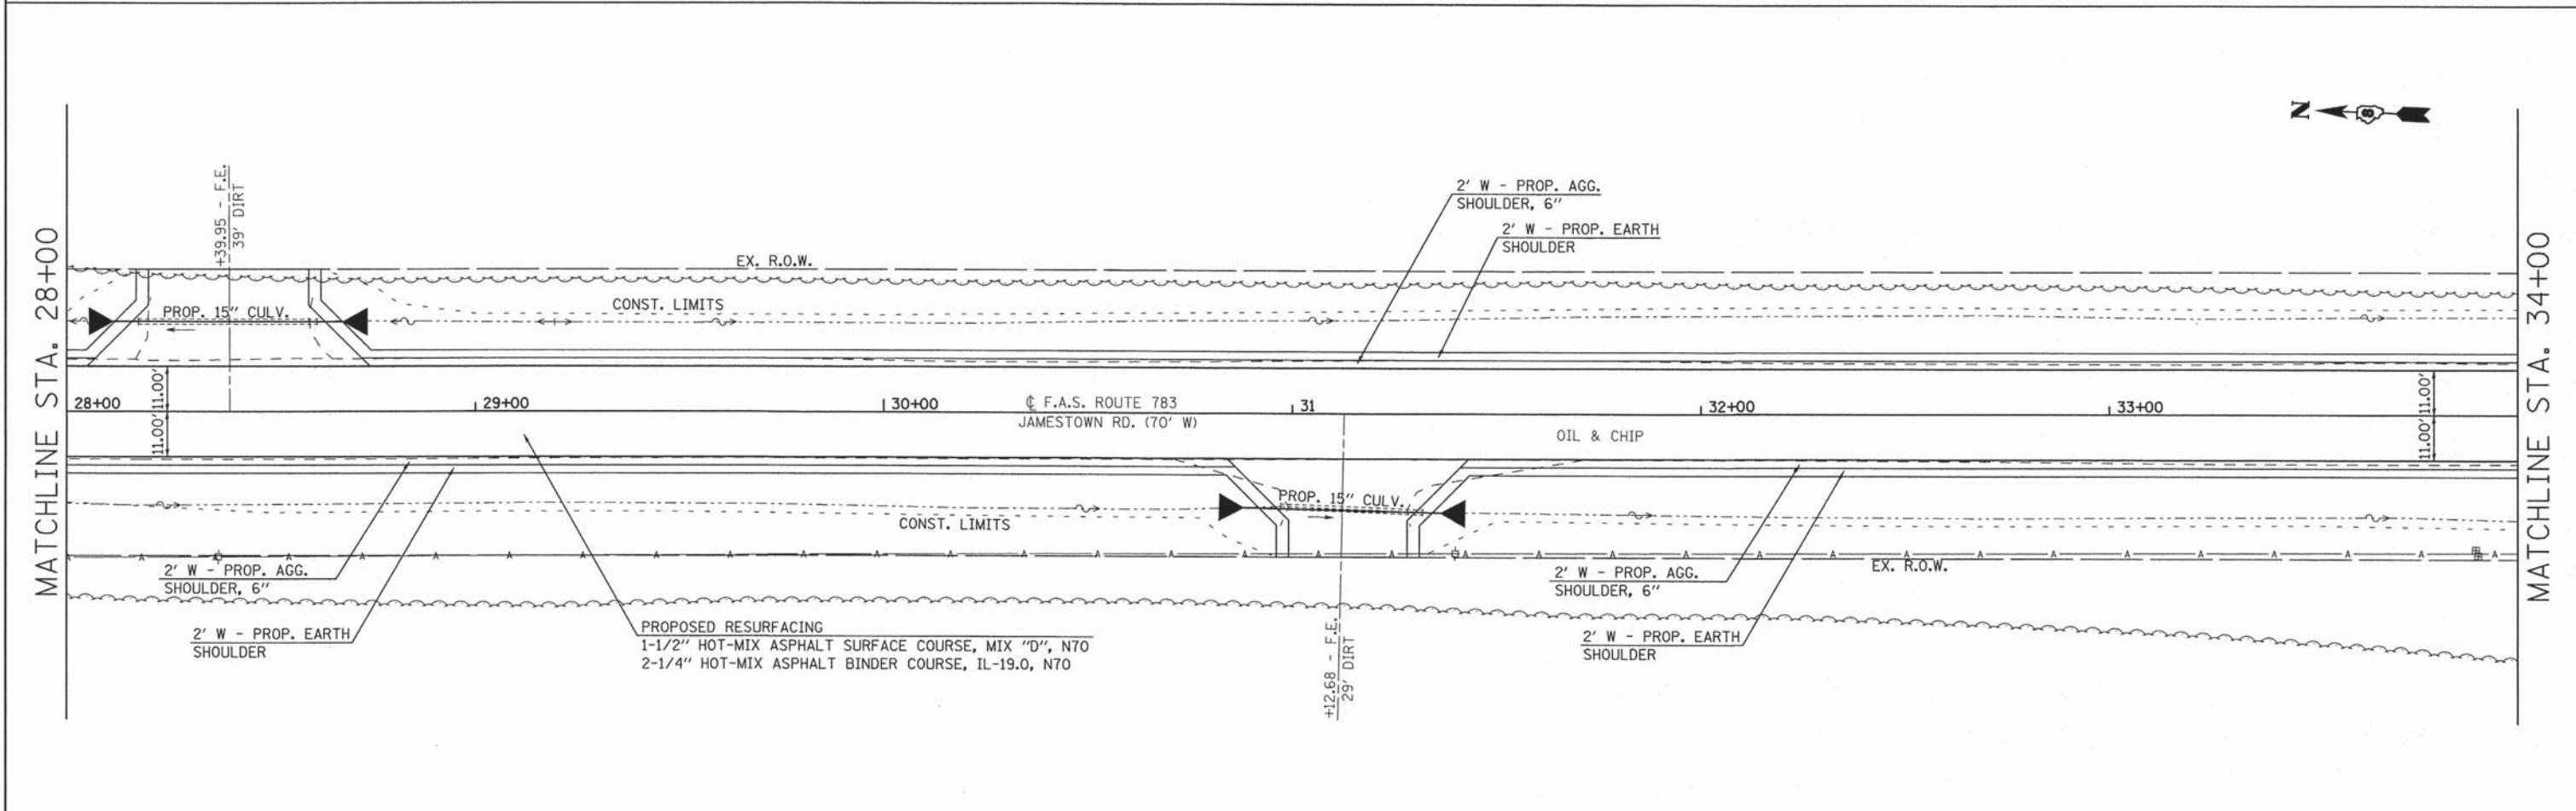 MATCHLINE STA. 28+00
N
8
+39.95 - F.E.
39' DIRT
2' W - PROP. AGG.
SHOULDER, 6"
2' W - PROP. EARTH
SHOULDER
EX. R.O.W.
CONST. LIMITS
PROP. 15" CULV.
11.00'
11.00'
28+00
29+00
30+00
℄ F.A.S. ROUTE 783
JAMESTOWN RD. (70' W)
31
32+00
33+00
11.00'
11.00'
OIL & CHIP
PROP. 15" CULV.
CONST. LIMITS
2' W - PROP. AGG.
SHOULDER, 6"
2' W - PROP. EARTH
SHOULDER
PROPOSED RESURFACING
1-1/2" HOT-MIX ASPHALT SURFACE COURSE, MIX "D", N70
2-1/4" HOT-MIX ASPHALT BINDER COURSE, IL-19.0, N70
+12.68 - F.E.
29' DIRT
2' W - PROP. AGG.
SHOULDER, 6"
2' W - PROP. EARTH
SHOULDER
EX. R.O.W.
MATCHLINE STA. 34+00